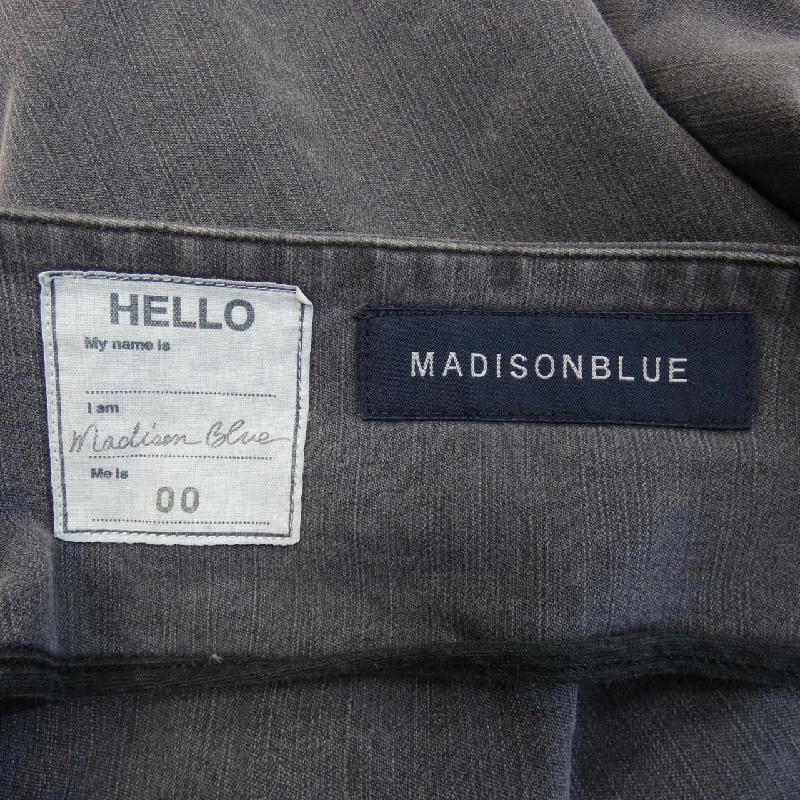 HELLO
My name is
I am
Madison Blue
Me is
00
MADISONBLUE